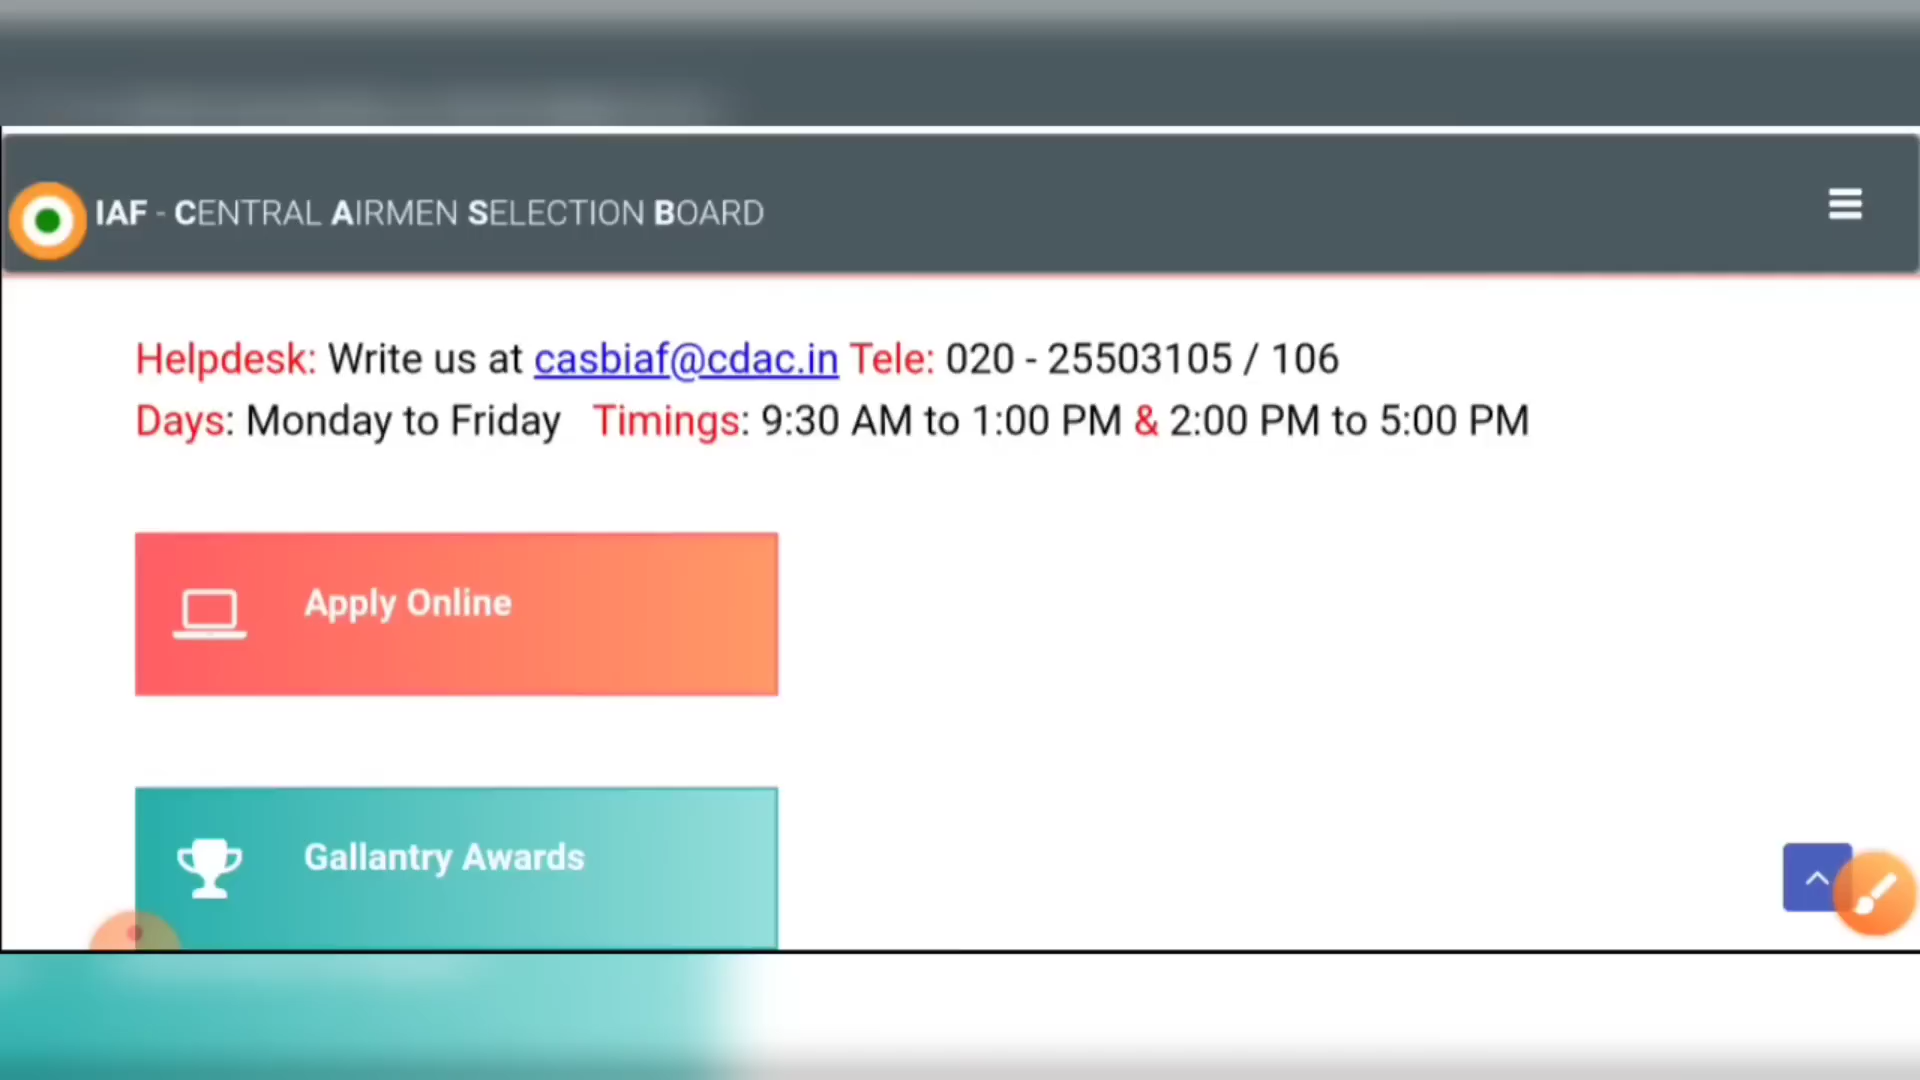 IAF - CENTRAL AIRMEN SELECTION BOARD
Helpdesk: Write us at casbiaf@cdac.in Tele: 020 - 25503105 / 106
Days: Monday to Friday Timings: 9:30 AM to 1:00 PM & 2:00 PM to 5:00 PM
Apply Online
Gallantry Awards